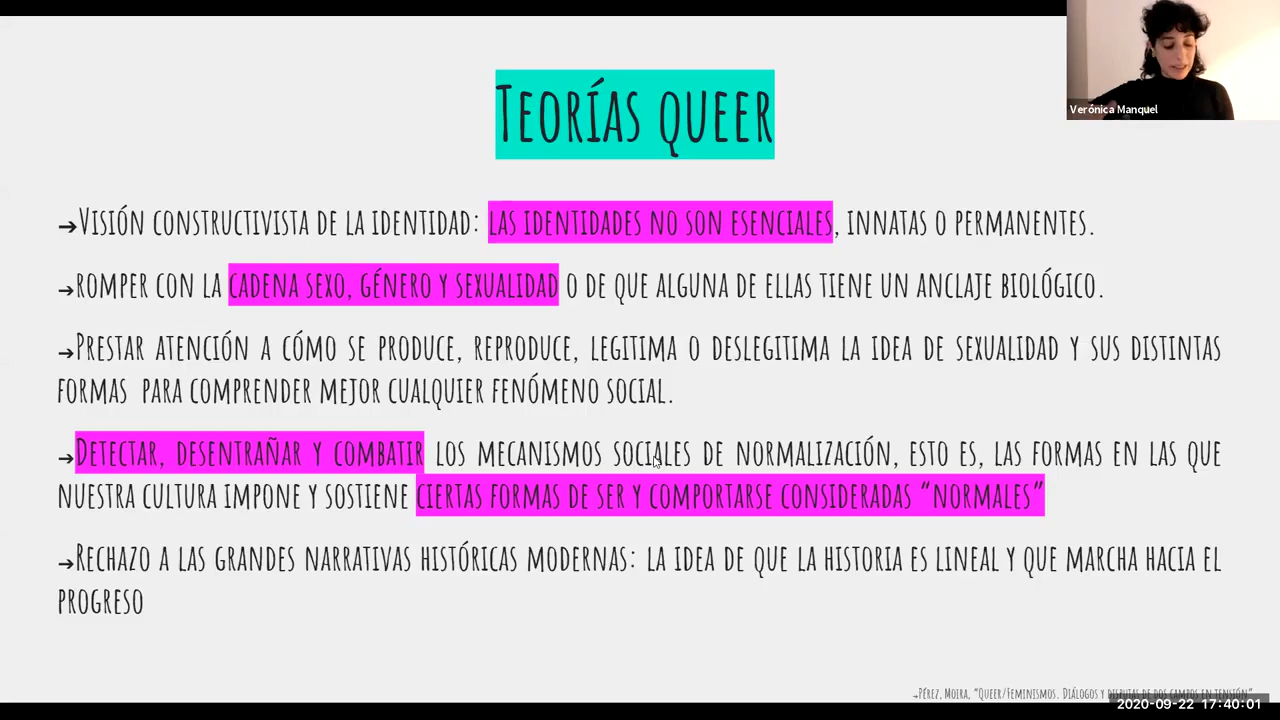 Teorías queer
Verónica Manquel
→Visión constructivista de la identidad: las identidades no son esenciales, innatas o permanentes.
→romper con la cadena sexo, género y sexualidad o de que alguna de ellas tiene un anclaje biológico.
→Prestar atención a cómo se produce, reproduce, legitima o deslegitima la idea de sexualidad y sus distintas
formas para comprender mejor cualquier fenómeno social.
→Detectar, desentrañar y combatir los mecanismos sociales de normalización, esto es, las formas en las que
nuestra cultura impone y sostiene ciertas formas de ser y comportarse consideradas “normales”
→Rechazo a las grandes narrativas históricas modernas: la idea de que la historia es lineal y que marcha hacia el
progreso
→Pérez, Moira, “Queer/Feminismos. Diálogos y disputas de dos campos en tensión”
2020-09-22 17:40:01